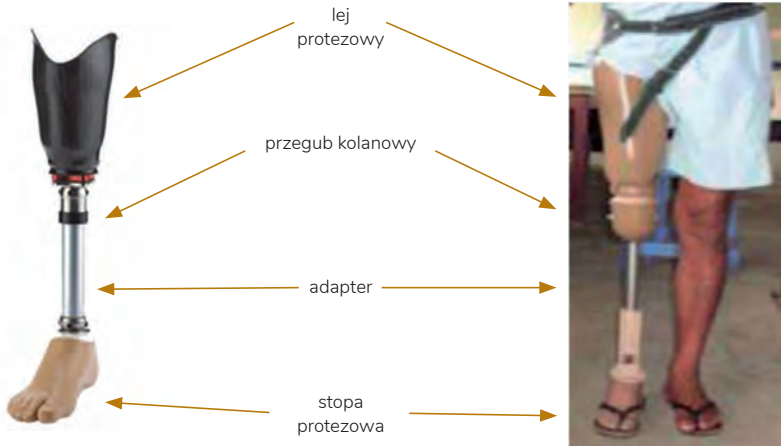 lej
protezowy
przegub kolanowy
adapter
stopa
protezowa